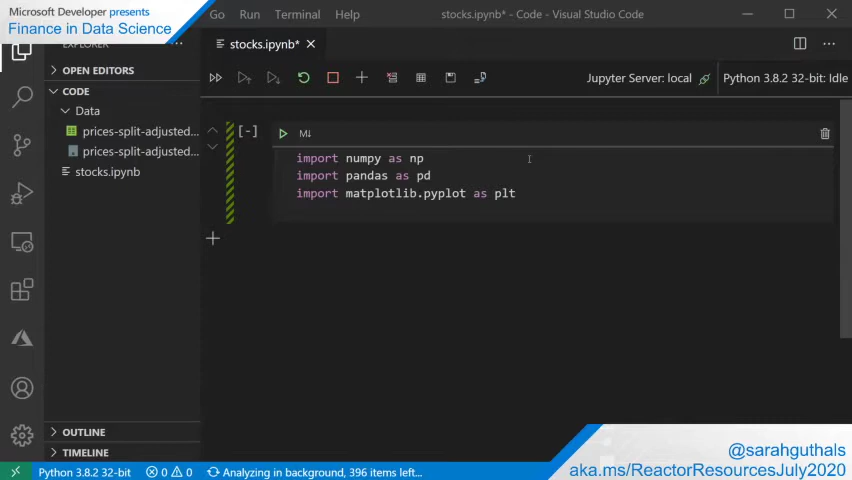 Microsoft Developer presents
Finance in Data Science
Go Run Terminal Help
stocks.ipynb* - Code - Visual Studio Code
stocks.ipynb*
OPEN EDITORS
CODE
Data
prices-split-adjusted...
prices-split-adjusted...
stocks.ipynb
OUTLINE
TIMELINE
Jupyter Server: local
Python 3.8.2 32-bit: Idle
[-]
M↓
import numpy as np
import pandas as pd
import matplotlib.pyplot as plt
@sarahguthals
aka.ms/ReactorResourcesJuly2020
Python 3.8.2 32-bit
0
0
Analyzing in background, 396 items left...